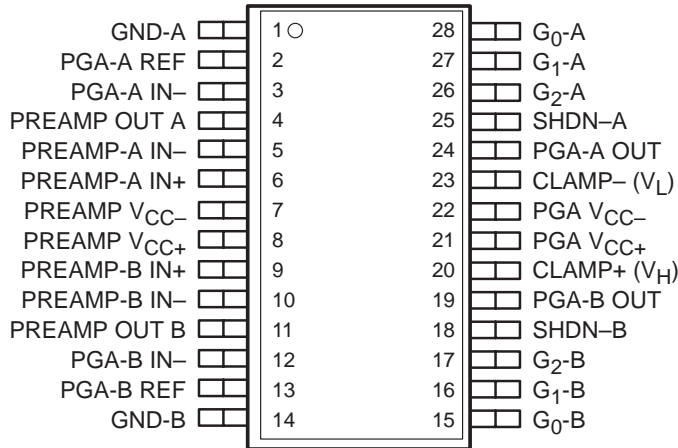 GND-A 1 28 G0-A
PGA-A REF 2 27 G1-A
PGA-A IN– 3 26 G2-A
PREAMP OUT A 4 25 SHDN–A
PREAMP-A IN– 5 24 PGA-A OUT
PREAMP-A IN+ 6 23 CLAMP– (VL)
PREAMP VCC– 7 22 PGA VCC–
PREAMP VCC+ 8 21 PGA VCC+
PREAMP-B IN+ 9 20 CLAMP+ (VH)
PREAMP-B IN– 10 19 PGA-B OUT
PREAMP OUT B 11 18 SHDN–B
PGA-B IN– 12 17 G2-B
PGA-B REF 13 16 G1-B
GND-B 14 15 G0-B